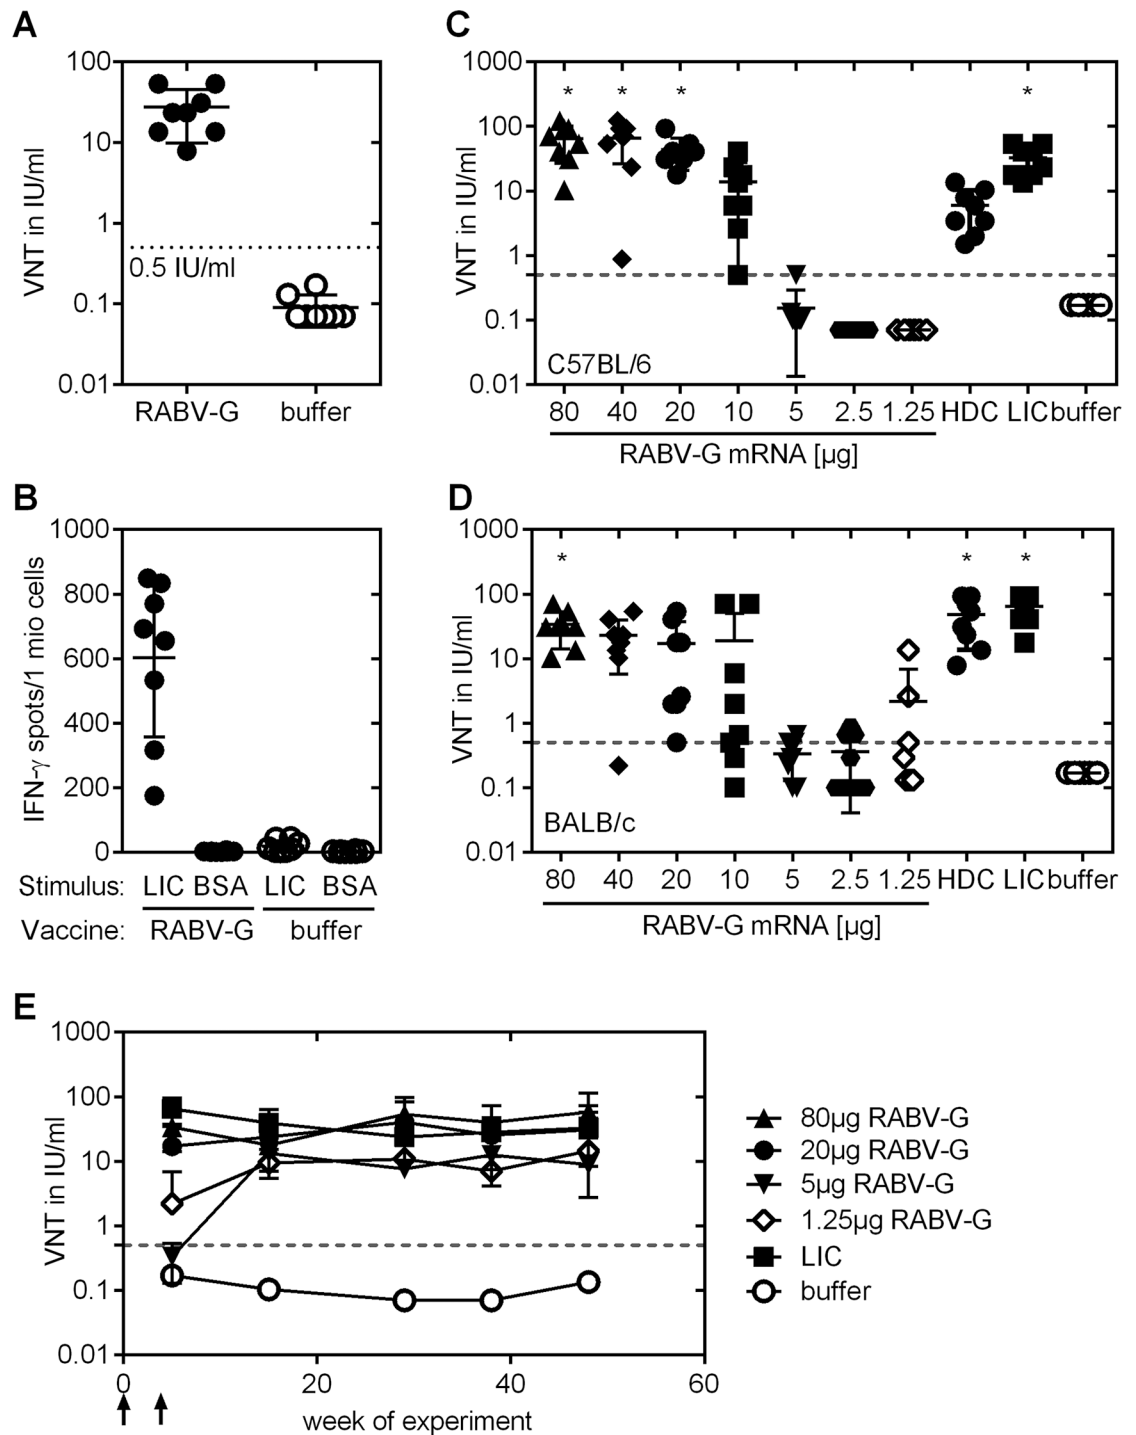 A
100
10
1
0.1
0.01
VNT in IU/ml
0.5 IU/ml
RABV-G buffer
B
1000
800
600
400
200
0
IFN-γ spots/1 mio cells
Stimulus: LIC BSA LIC BSA
Vaccine: RABV-G buffer
C
1000
100
10
1
0.1
0.01
VNT in IU/ml
* * * *
C57BL/6
80 40 20 10 5 2.5 1.25 HDC LIC buffer
RABV-G mRNA [µg]
D
1000
100
10
1
0.1
0.01
VNT in IU/ml
* * *
BALB/c
80 40 20 10 5 2.5 1.25 HDC LIC buffer
RABV-G mRNA [µg]
E
1000
100
10
1
0.1
0.01
VNT in IU/ml
0 20 40 60
week of experiment
80µg RABV-G
20µg RABV-G
5µg RABV-G
1.25µg RABV-G
LIC
buffer